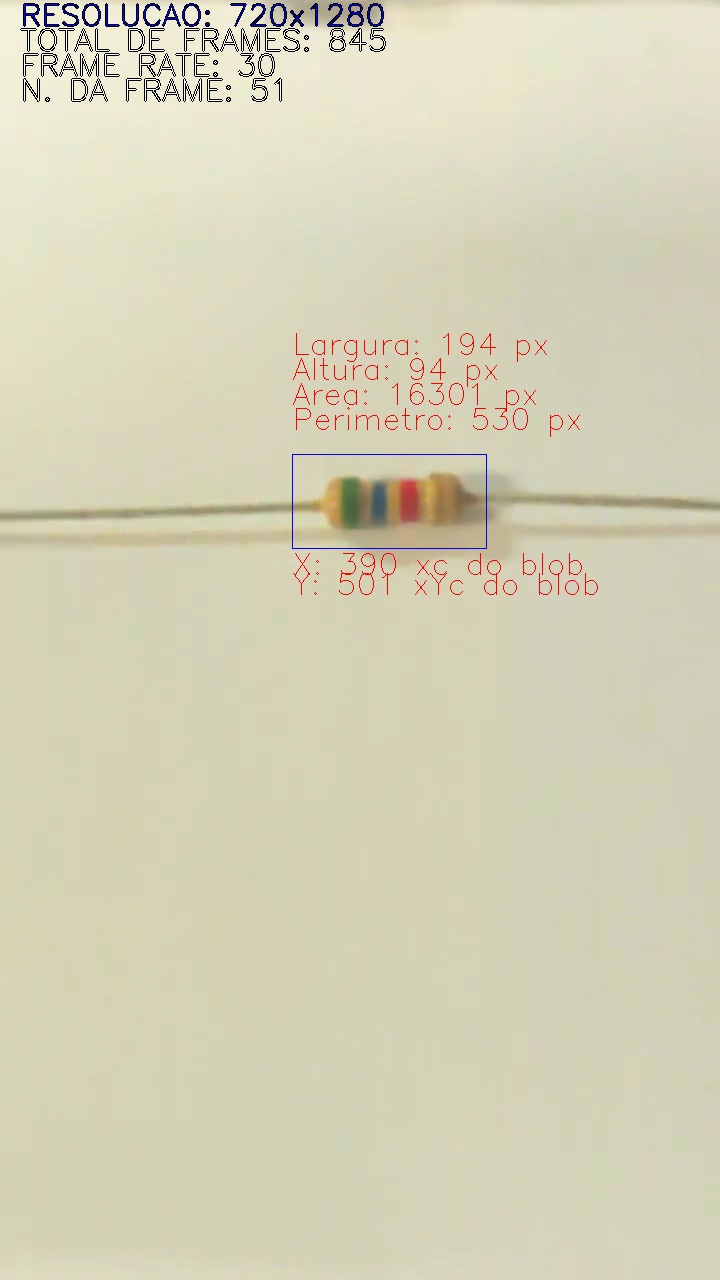 RESOLUCAO: 720x1280
TOTAL DE FRAMES: 845
FRAME RATE: 30
N. DA FRAME: 51
Largura: 194 px
Altura: 94 px
Area: 16301 px
Perimetro: 530 px
X: 390 xc do blob
Y: 501 xYc do blob